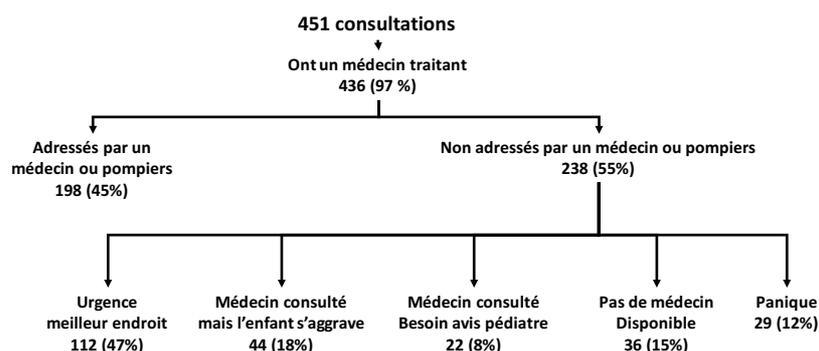 451 consultations
Ont un médecin traitant
436 (97 %)
Adressés par un
médecin ou pompiers
198 (45%)
Non adressés par un médecin ou pompiers
238 (55%)
Urgence
meilleur endroit
112 (47%)
Médecin consulté
mais l'enfant s'aggrave
44 (18%)
Médecin consulté
Besoin avis pédiatre
22 (8%)
Pas de médecin
Disponible
36 (15%)
Panique
29 (12%)